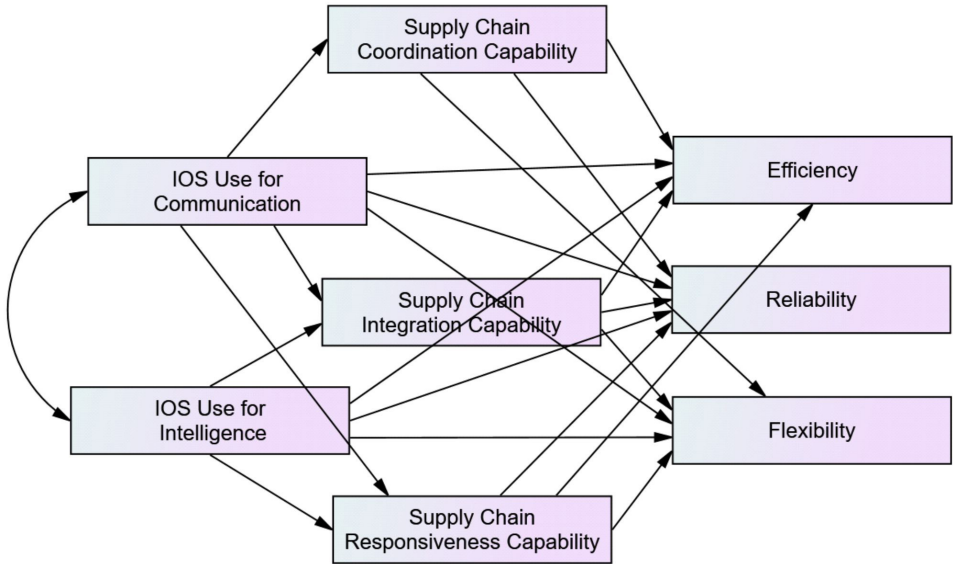 Supply Chain
Coordination Capability
Efficiency
IOS Use for
Communication
Supply Chain
Integration Capability
Reliability
IOS Use for
Intelligence
Flexibility
Supply Chain
Responsiveness Capability